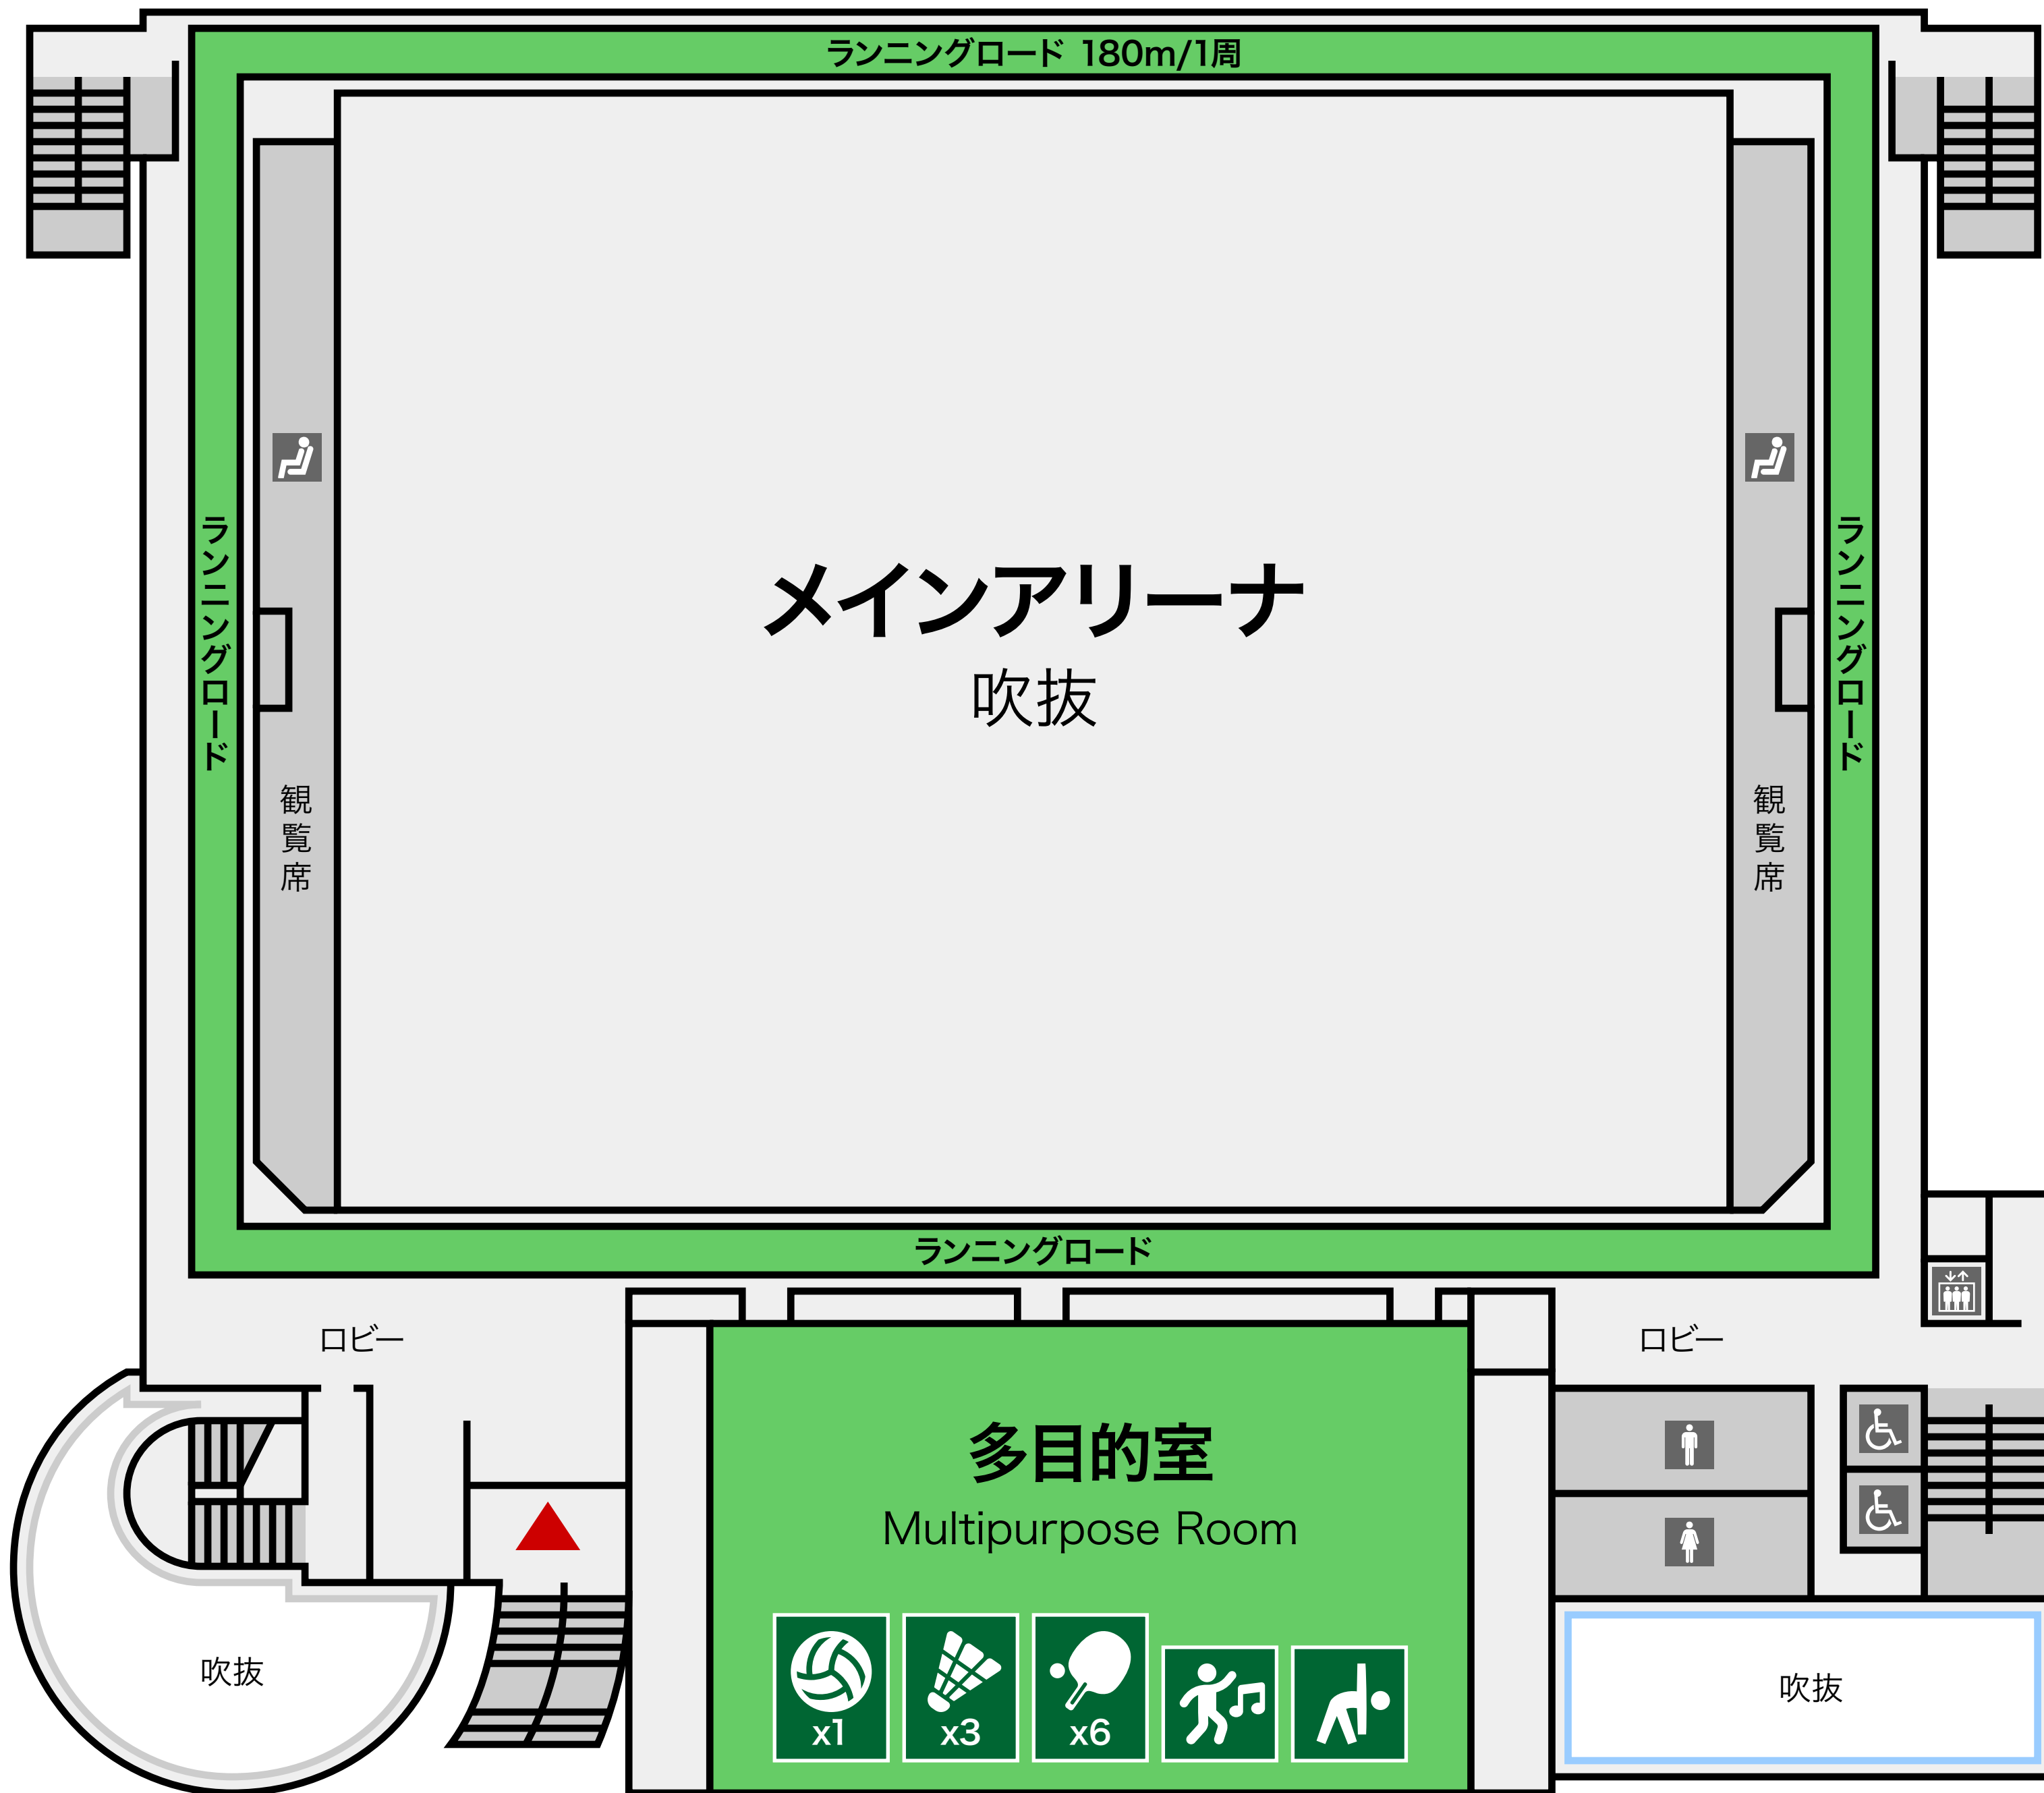 ランニングロード 180m/1周
ランニングロード
ランニングロード
メインアリーナ
吹抜
観覧席
観覧席
ランニングロード
ロビー
ロビー
多目的室
Multipurpose Room
吹抜
吹抜
x1
x3
x6